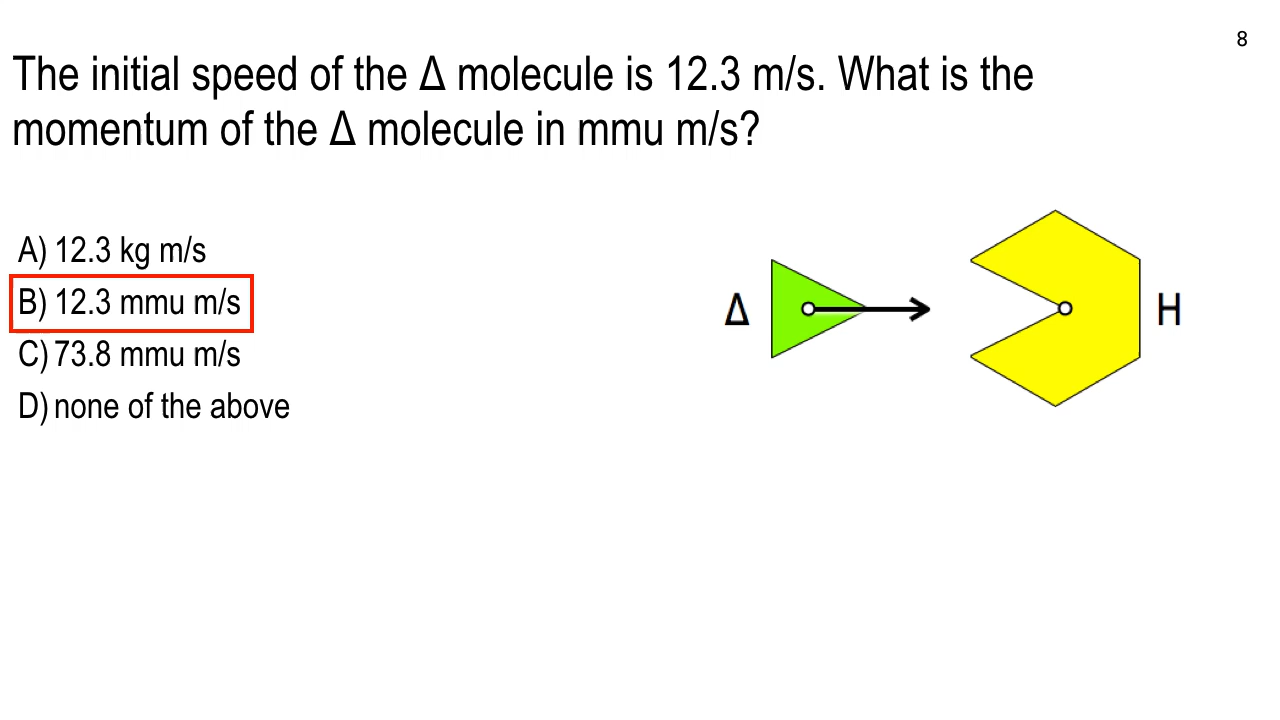 8
The initial speed of the Δ molecule is 12.3 m/s. What is the
momentum of the Δ molecule in mmu m/s?
A) 12.3 kg m/s
B) 12.3 mmu m/s
C) 73.8 mmu m/s
D) none of the above
Δ
H